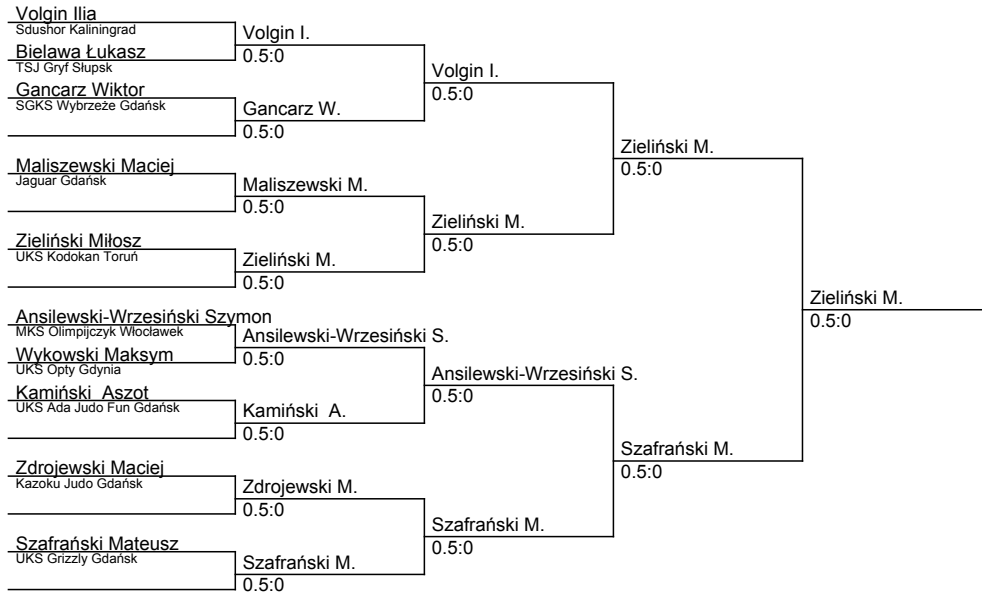 Volgin Ilia
Sdushor Kaliningrad
Bielawa Łukasz
TSJ Gryf Słupsk
Gancarz Wiktor
SGKS Wybrzeże Gdańsk
Maliszewski Maciej
Jaguar Gdańsk
Zieliński Miłosz
UKS Kodokan Toruń
Ansilewski-Wrzesiński Szymon
MKS Olimpijczyk Włocławek
Wykowski Maksym
UKS Opty Gdynia
Kamiński Aszot
UKS Ada Judo Fun Gdańsk
Zdrojewski Maciej
Kazoku Judo Gdańsk
Szafrański Mateusz
UKS Grizzly Gdańsk
Volgin I.
0.5:0
Gancarz W.
0.5:0
Maliszewski M.
0.5:0
Zieliński M.
0.5:0
Ansilewski-Wrzesiński S.
0.5:0
Kamiński A.
0.5:0
Zdrojewski M.
0.5:0
Szafrański M.
0.5:0
Volgin I.
0.5:0
Zieliński M.
0.5:0
Ansilewski-Wrzesiński S.
0.5:0
Szafrański M.
0.5:0
Zieliński M.
0.5:0
Szafrański M.
0.5:0
Zieliński M.
0.5:0